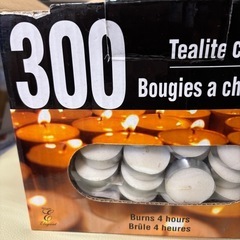 300
Tealite c
Bougies a ch
Burns 4 hours
Brûle 4 heures